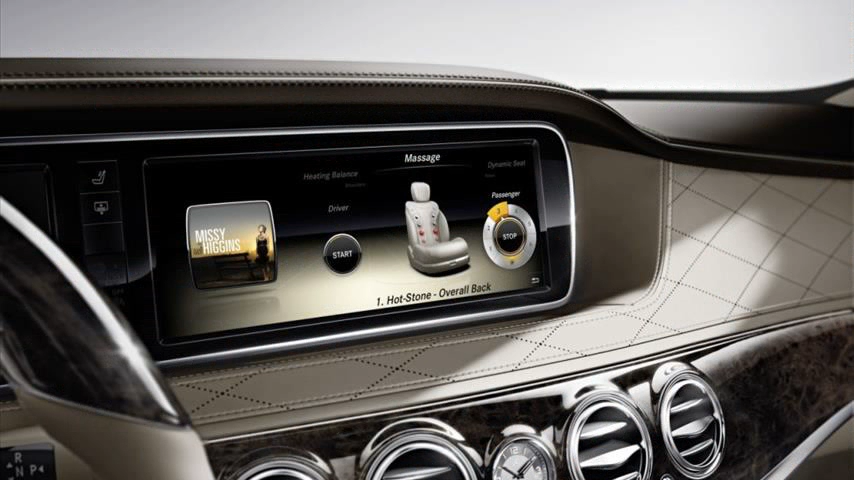 Massage
Heating Balance
Dynamic Seat
Driver
Passenger
MISSY
HIGGINS
START
3
STOP
1. Hot-Stone - Overall Back
R
N P